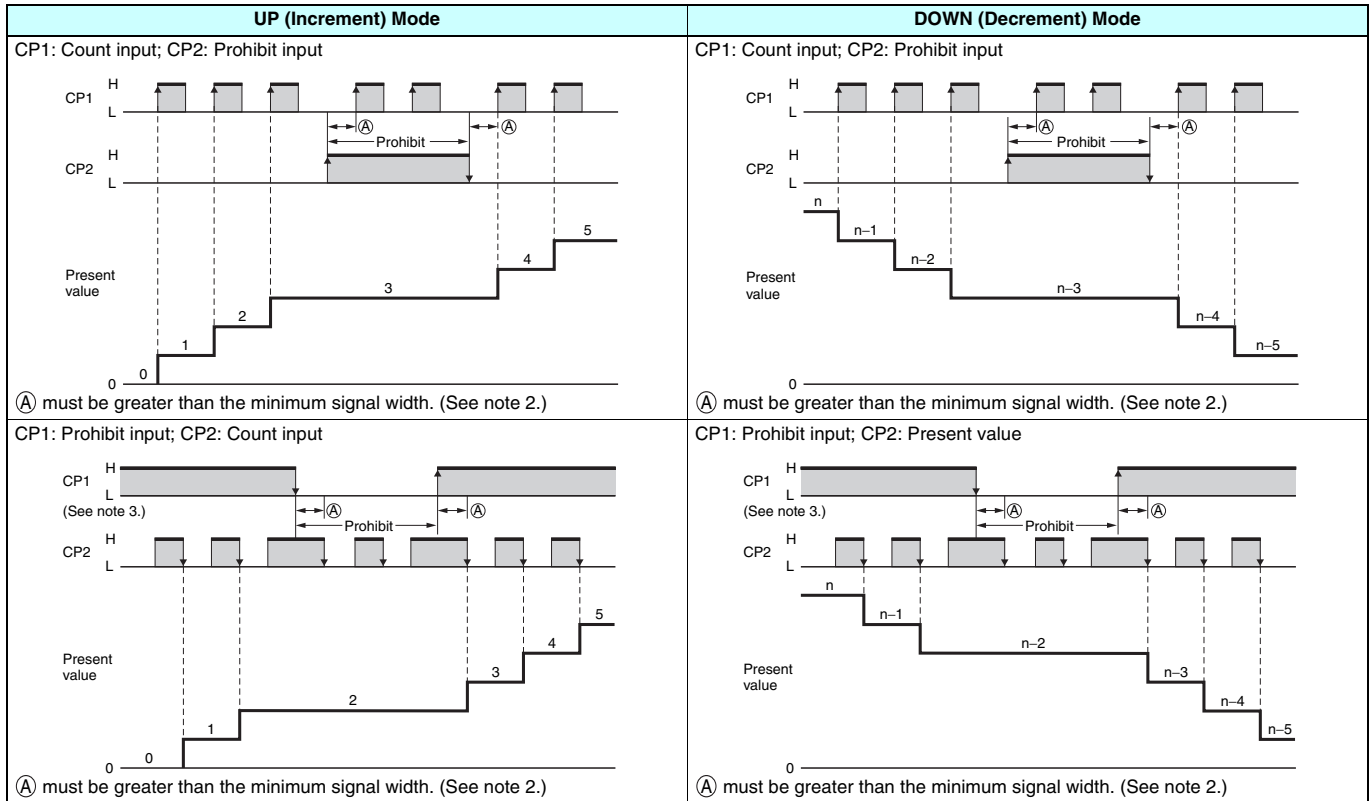 UP (Increment) Mode
DOWN (Decrement) Mode
CP1: Count input; CP2: Prohibit input
H
CP1
L
A
A
Prohibit
H
CP2
L
5
4
Present
value
3
2
1
0
0
A must be greater than the minimum signal width. (See note 2.)
CP1: Count input; CP2: Prohibit input
H
CP1
L
A
A
Prohibit
H
CP2
L
n
n–1
n–2
Present
value
n–3
n–4
n–5
0
A must be greater than the minimum signal width. (See note 2.)
CP1: Prohibit input; CP2: Count input
H
CP1
L
(See note 3.)
A
A
Prohibit
H
CP2
L
5
4
Present
value
3
2
1
0
0
A must be greater than the minimum signal width. (See note 2.)
CP1: Prohibit input; CP2: Present value
H
CP1
L
(See note 3.)
A
A
Prohibit
H
CP2
L
n
n–1
n–2
Present
value
n–3
n–4
n–5
0
A must be greater than the minimum signal width. (See note 2.)